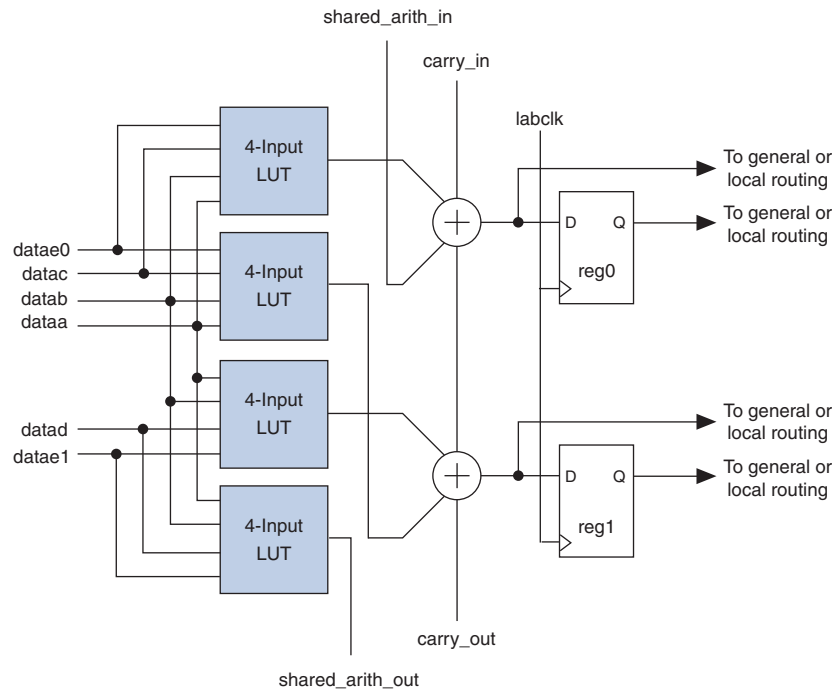 shared_arith_in
carry_in
labclk
4-Input
LUT
To general or
local routing
D Q
reg0
To general or
local routing
datae0
datac
datab
dataa
4-Input
LUT
4-Input
LUT
To general or
local routing
datad
datae1
D Q
reg1
To general or
local routing
4-Input
LUT
carry_out
shared_arith_out